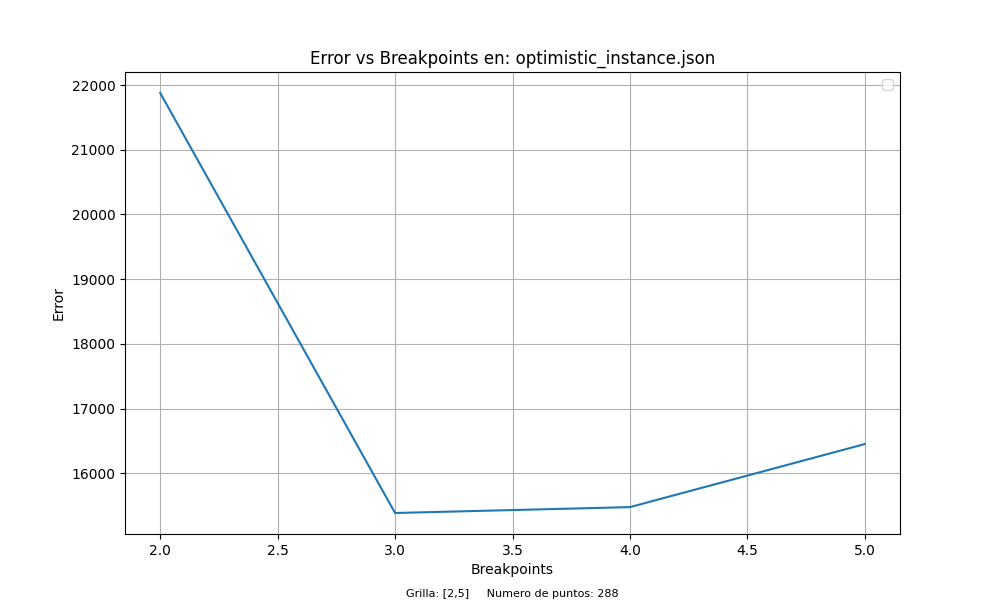 Error vs Breakpoints en: optimistic_instance.json
22000
21000
20000
19000
18000
17000
16000
Error
2.0 2.5 3.0 3.5 4.0 4.5 5.0
Breakpoints
Grilla: [2,5] Numero de puntos: 288